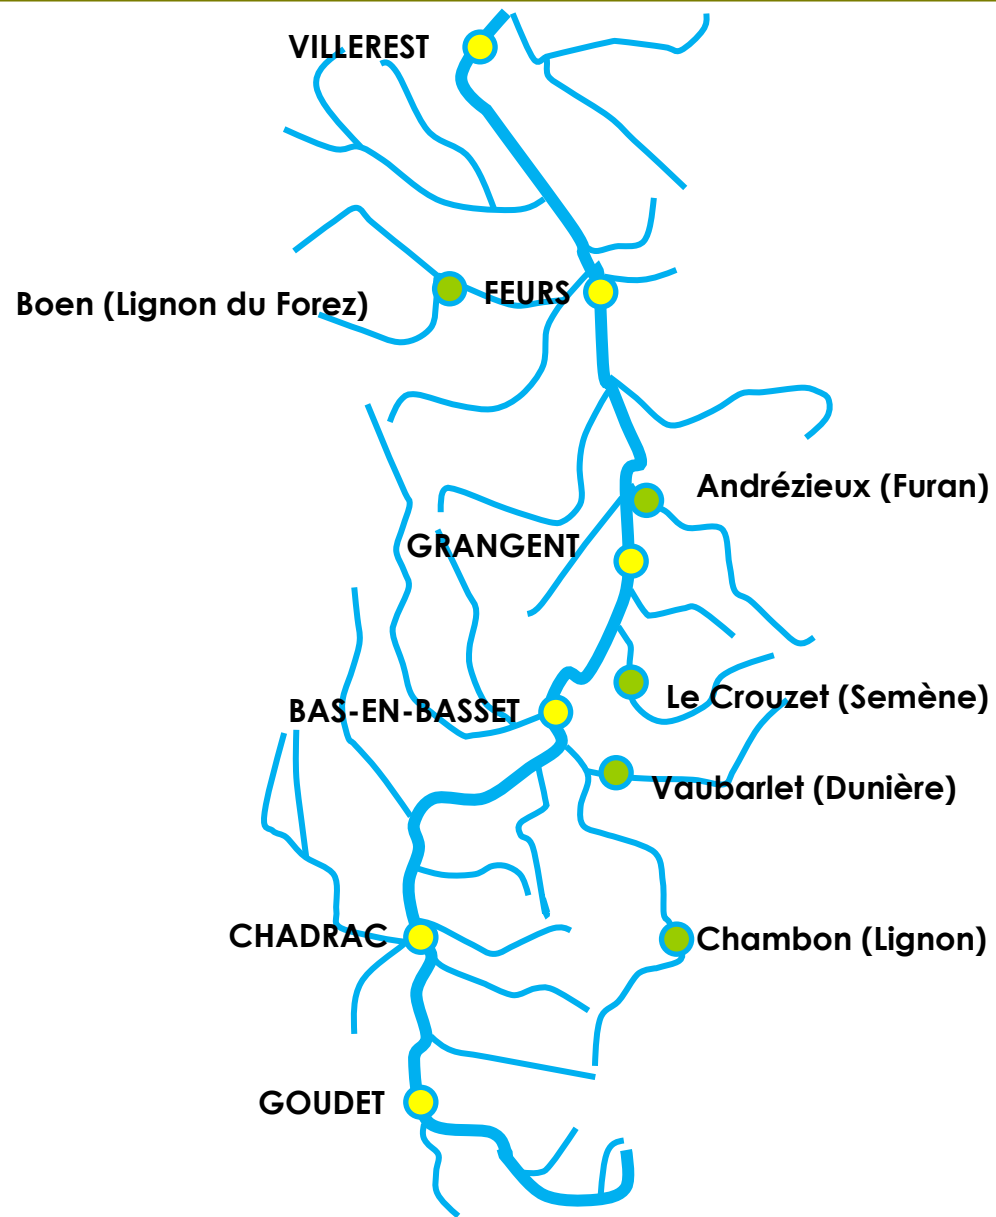 VILLEREST
Boen (Lignon du Forez)
FEURS
Andrézieux (Furan)
GRANGENT
Le Crouzet (Semène)
BAS-EN-BASSET
Vaubarlet (Dunière)
CHADRAC
Chambon (Lignon)
GOUDET